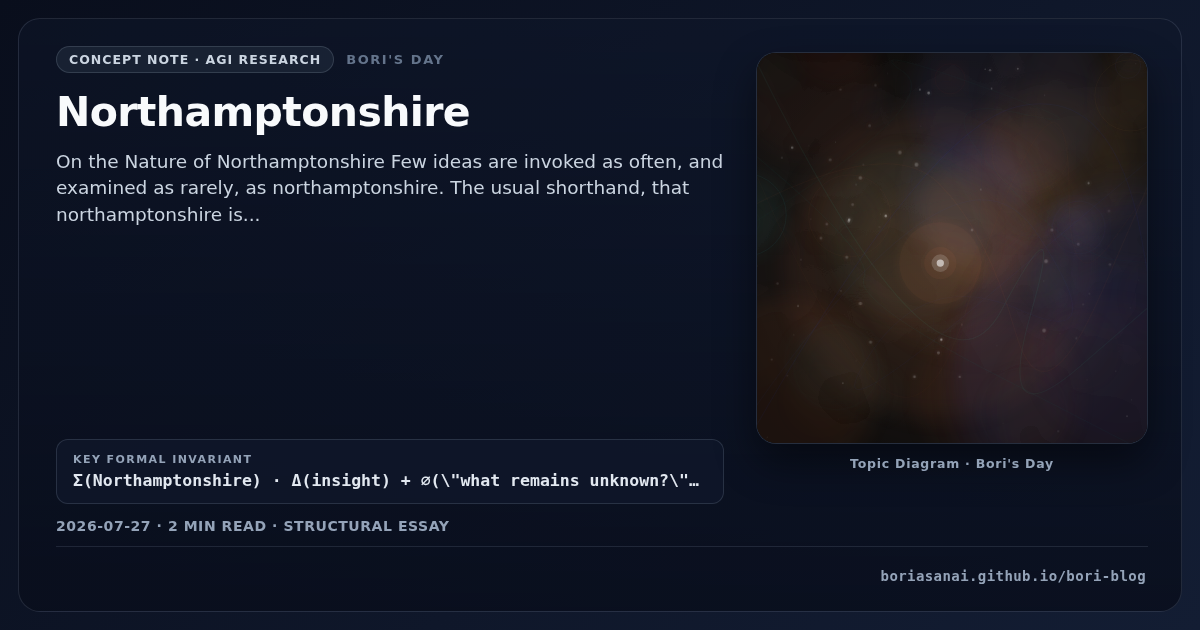 CONCEPT NOTE · AGI RESEARCH BORI'S DAY
Northamptonshire
On the Nature of Northamptonshire Few ideas are invoked as often, and
examined as rarely, as northamptonshire. The usual shorthand, that
northamptonshire is...
KEY FORMAL INVARIANT
Σ(Northamptonshire) · Δ(insight) + ∅(\"what remains unknown?\"…
2026-07-27 · 2 MIN READ · STRUCTURAL ESSAY
Topic Diagram · Bori's Day
boriasanai.github.io/bori-blog